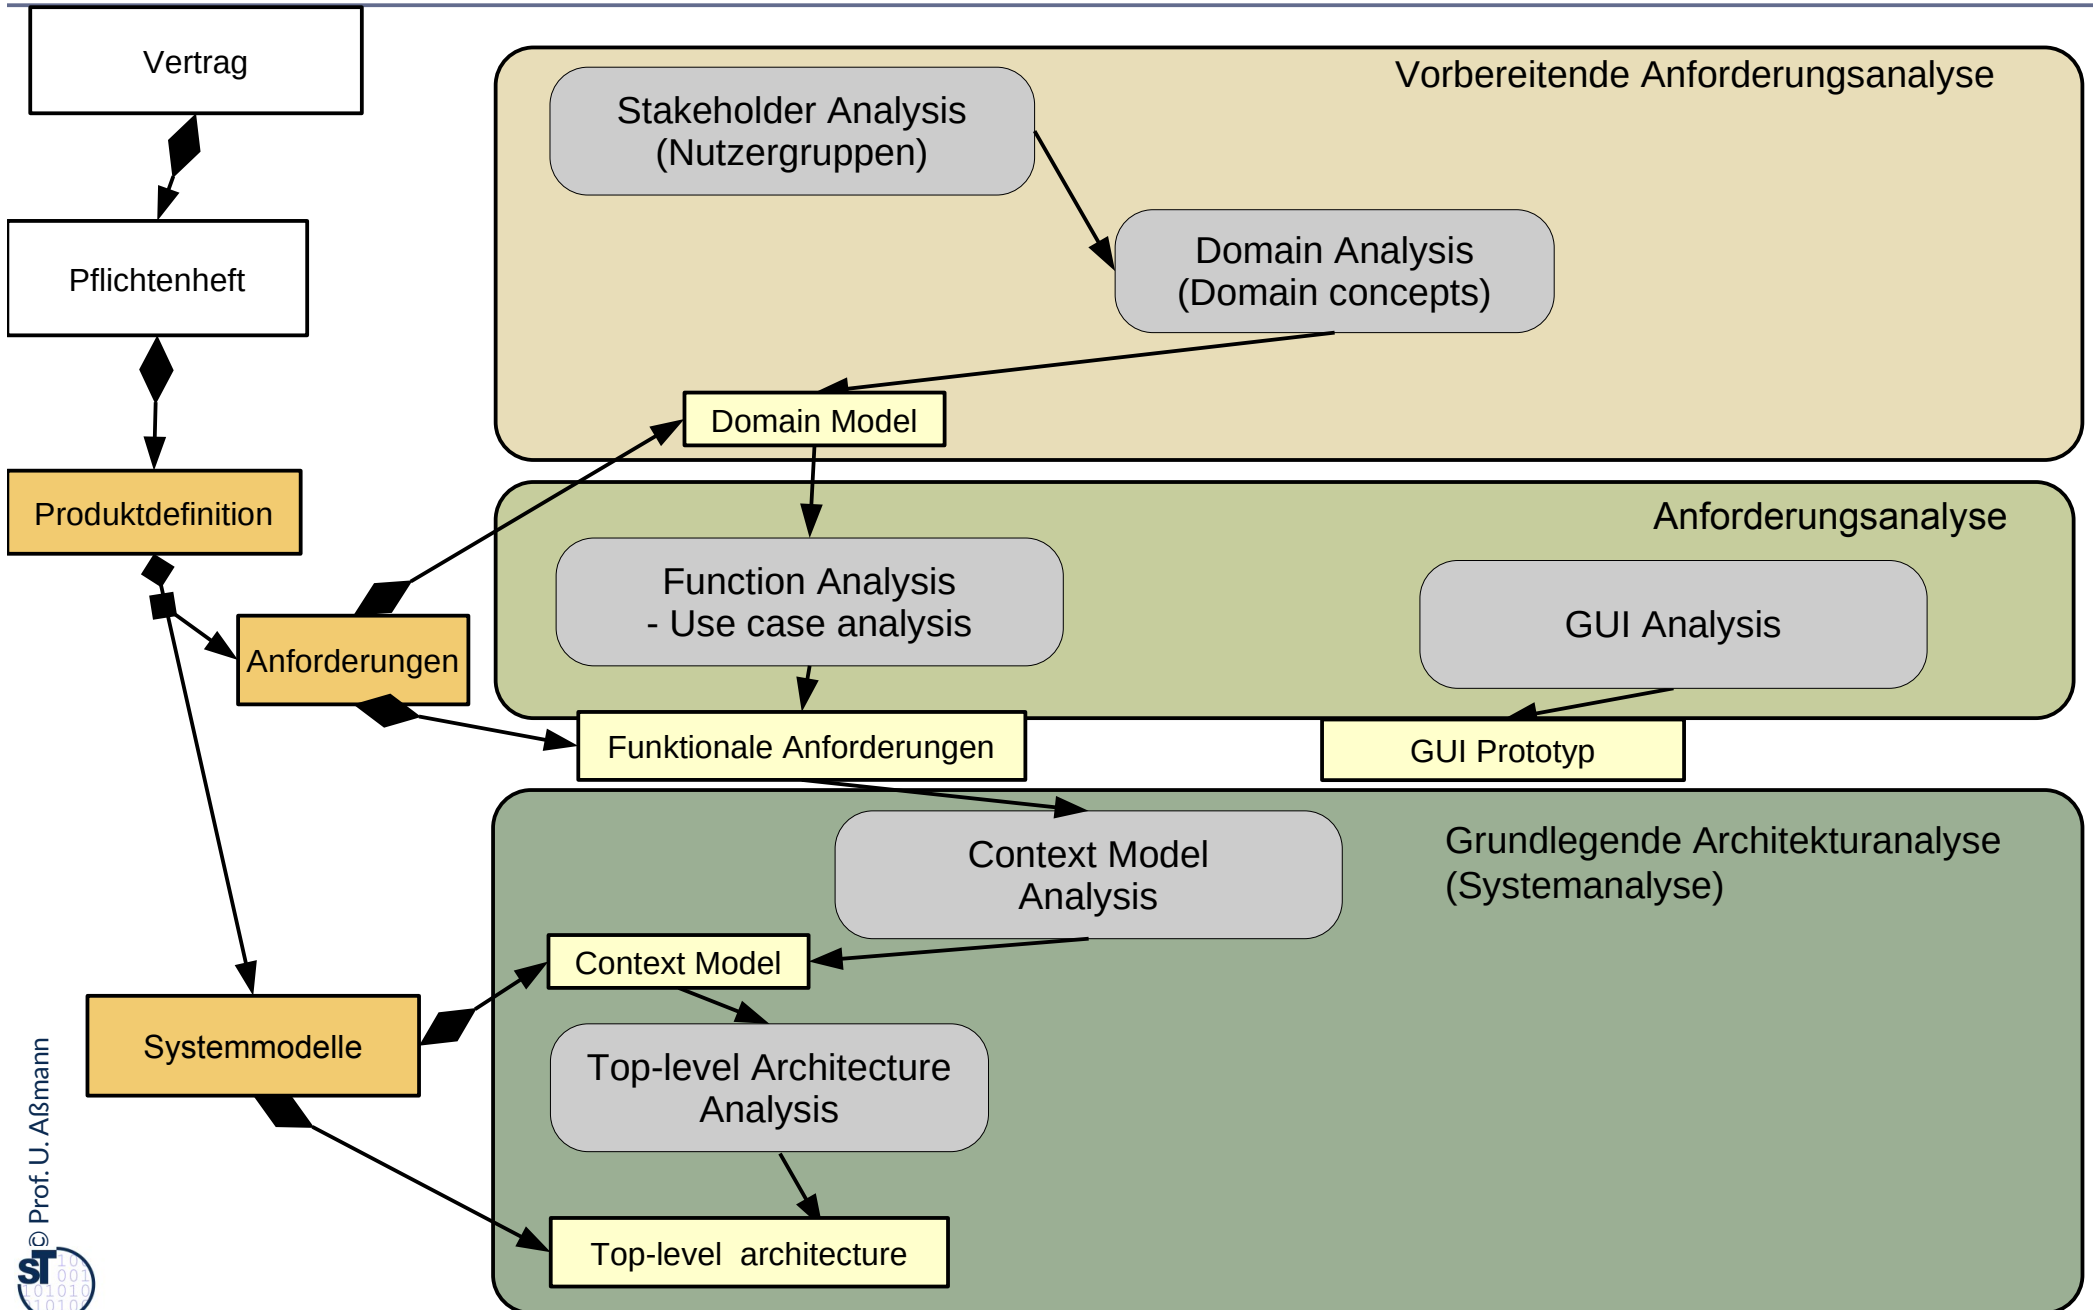 Vertrag
Vorbereitende Anforderungsanalyse
Stakeholder Analysis
(Nutzergruppen)
Domain Analysis
(Domain concepts)
Pflichtenheft
Domain Model
Produktdefinition
Anforderungsanalyse
Function Analysis
- Use case analysis
GUI Analysis
Anforderungen
Funktionale Anforderungen
GUI Prototyp
Grundlegende Architekturanalyse
(Systemanalyse)
Context Model
Analysis
Context Model
Systemmodelle
Top-level Architecture
Analysis
Top-level architecture
© Prof. U. Aßmann
ST